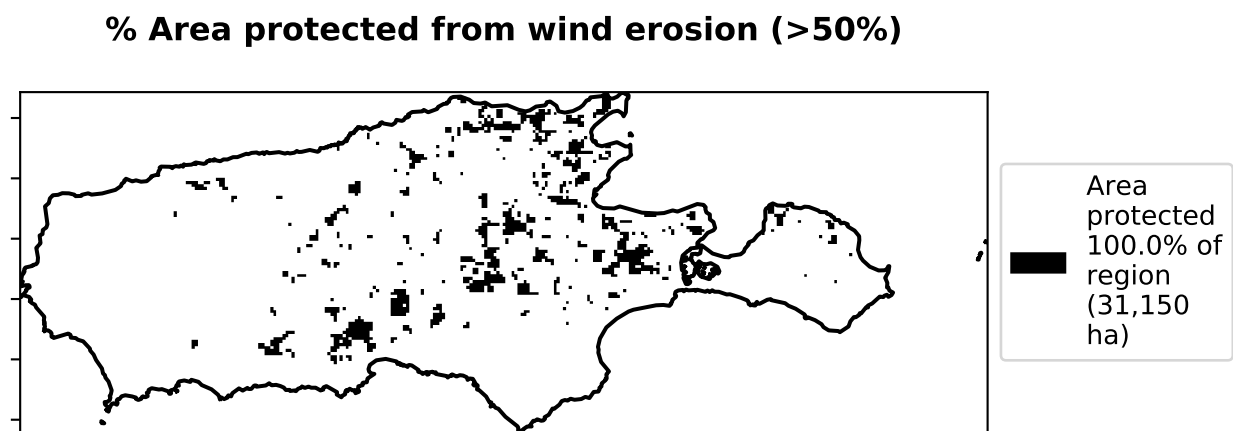 % Area protected from wind erosion (>50%)
Area
protected
100.0% of
region
(31,150
ha)